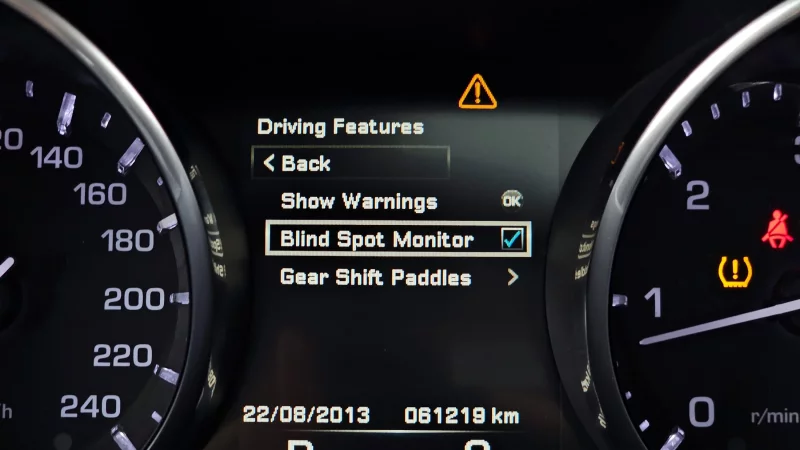 Driving Features
< Back
Show Warnings OK
Blind Spot Monitor
Gear Shift Paddles >
22/08/2013 061219 km
140
160
180
200
220
240
2
1
0
r/min